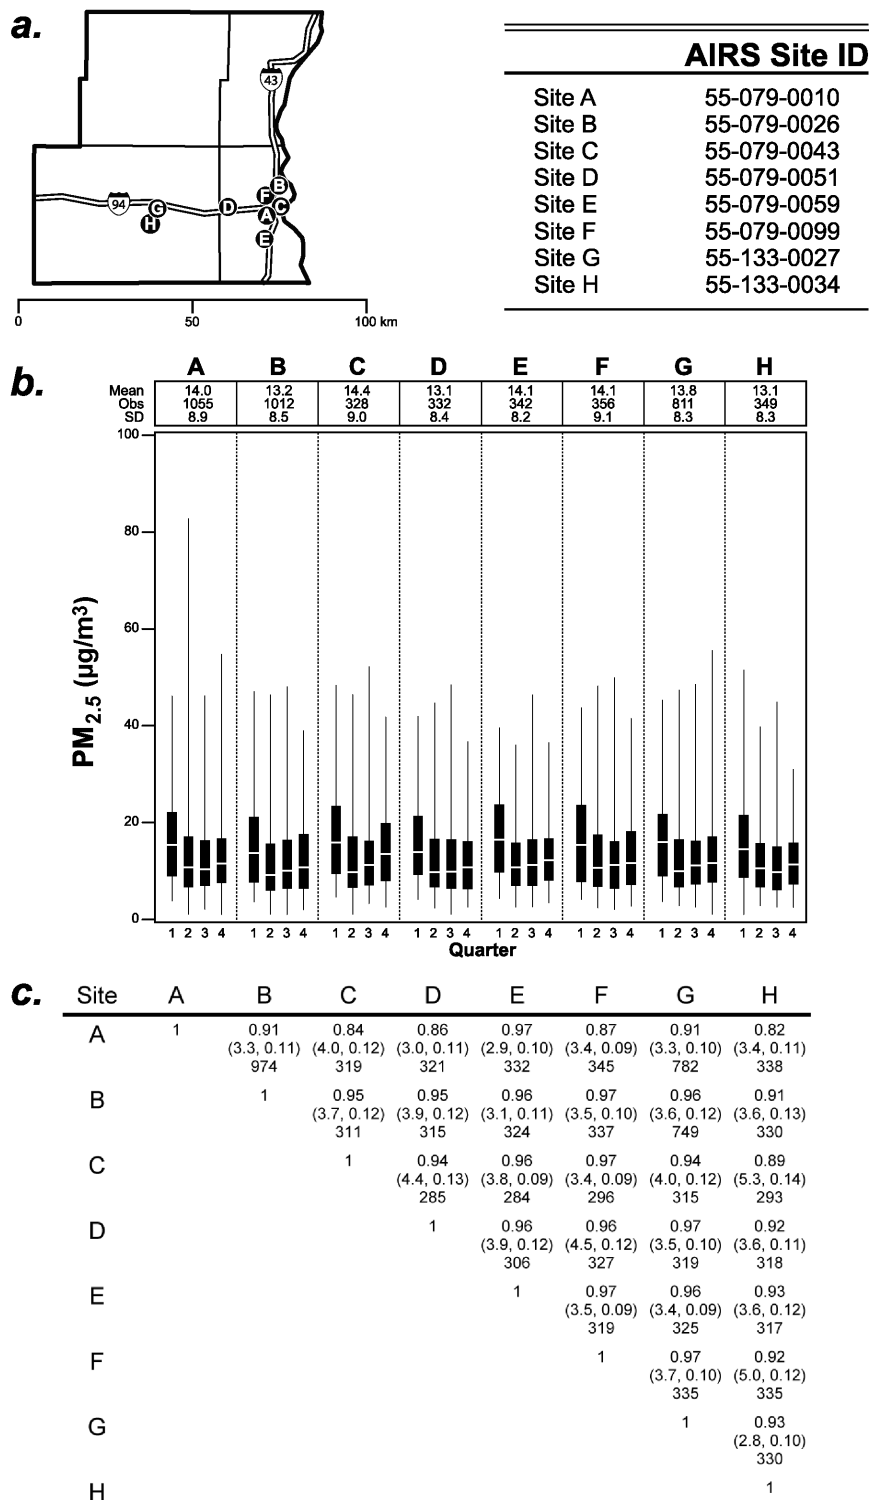 a.
43
94
B
F
C
D
A
G
H
E
0 50 100 km
AIRS Site ID
Site A 55-079-0010
Site B 55-079-0026
Site C 55-079-0043
Site D 55-079-0051
Site E 55-079-0059
Site F 55-079-0099
Site G 55-133-0027
Site H 55-133-0034
b.
A B C D E F G H
Mean 14.0 13.2 14.4 13.1 14.1 14.1 13.8 13.1
Obs 1055 1012 328 332 342 356 811 349
SD 8.9 8.5 9.0 8.4 8.2 9.1 8.3 8.3
100
80
60
40
20
0
PM2.5 (µg/m3)
1 2 3 4 1 2 3 4 1 2 3 4 1 2 3 4 1 2 3 4 1 2 3 4 1 2 3 4 1 2 3 4
Quarter
c.
Site A B C D E F G H
A 1 0.91 0.84 0.86 0.97 0.87 0.91 0.82
(3.3, 0.11) (4.0, 0.12) (3.0, 0.11) (2.9, 0.10) (3.4, 0.09) (3.3, 0.10) (3.4, 0.11)
974 319 321 332 345 782 338
B 1 0.95 0.95 0.96 0.97 0.96 0.91
(3.7, 0.12) (3.9, 0.12) (3.1, 0.11) (3.5, 0.10) (3.6, 0.12) (3.6, 0.13)
311 315 324 337 749 330
C 1 0.94 0.96 0.97 0.94 0.89
(4.4, 0.13) (3.8, 0.09) (3.4, 0.09) (4.0, 0.12) (5.3, 0.14)
285 284 296 315 293
D 1 0.96 0.96 0.97 0.92
(3.9, 0.12) (4.5, 0.12) (3.5, 0.10) (3.6, 0.11)
306 327 319 318
E 1 0.97 0.96 0.93
(3.5, 0.09) (3.4, 0.09) (3.6, 0.12)
319 325 317
F 1 0.97 0.92
(3.7, 0.10) (5.0, 0.12)
335 335
G 1 0.93
(2.8, 0.10)
330
H 1